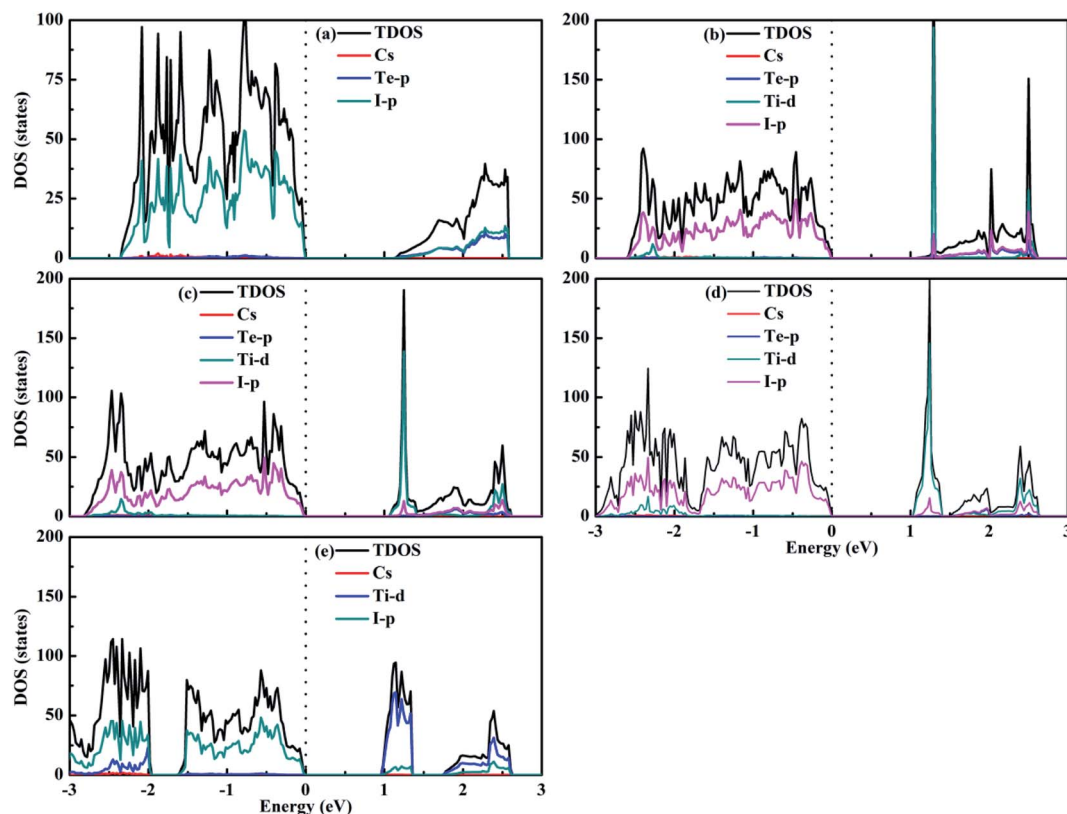 (a)
TDOS
Cs
Te-p
I-p
DOS (states)
100
75
50
25
0
(b)
TDOS
Cs
Te-p
Ti-d
I-p
200
150
100
50
0
(c)
TDOS
Cs
Te-p
Ti-d
I-p
DOS (states)
200
150
100
50
0
(d)
TDOS
Cs
Te-p
Ti-d
I-p
200
150
100
50
0
-3 -2 -1 0 1 2 3
Energy (eV)
(e)
TDOS
Cs
Ti-d
I-p
DOS (states)
200
150
100
50
0
-3 -2 -1 0 1 2 3
Energy (eV)